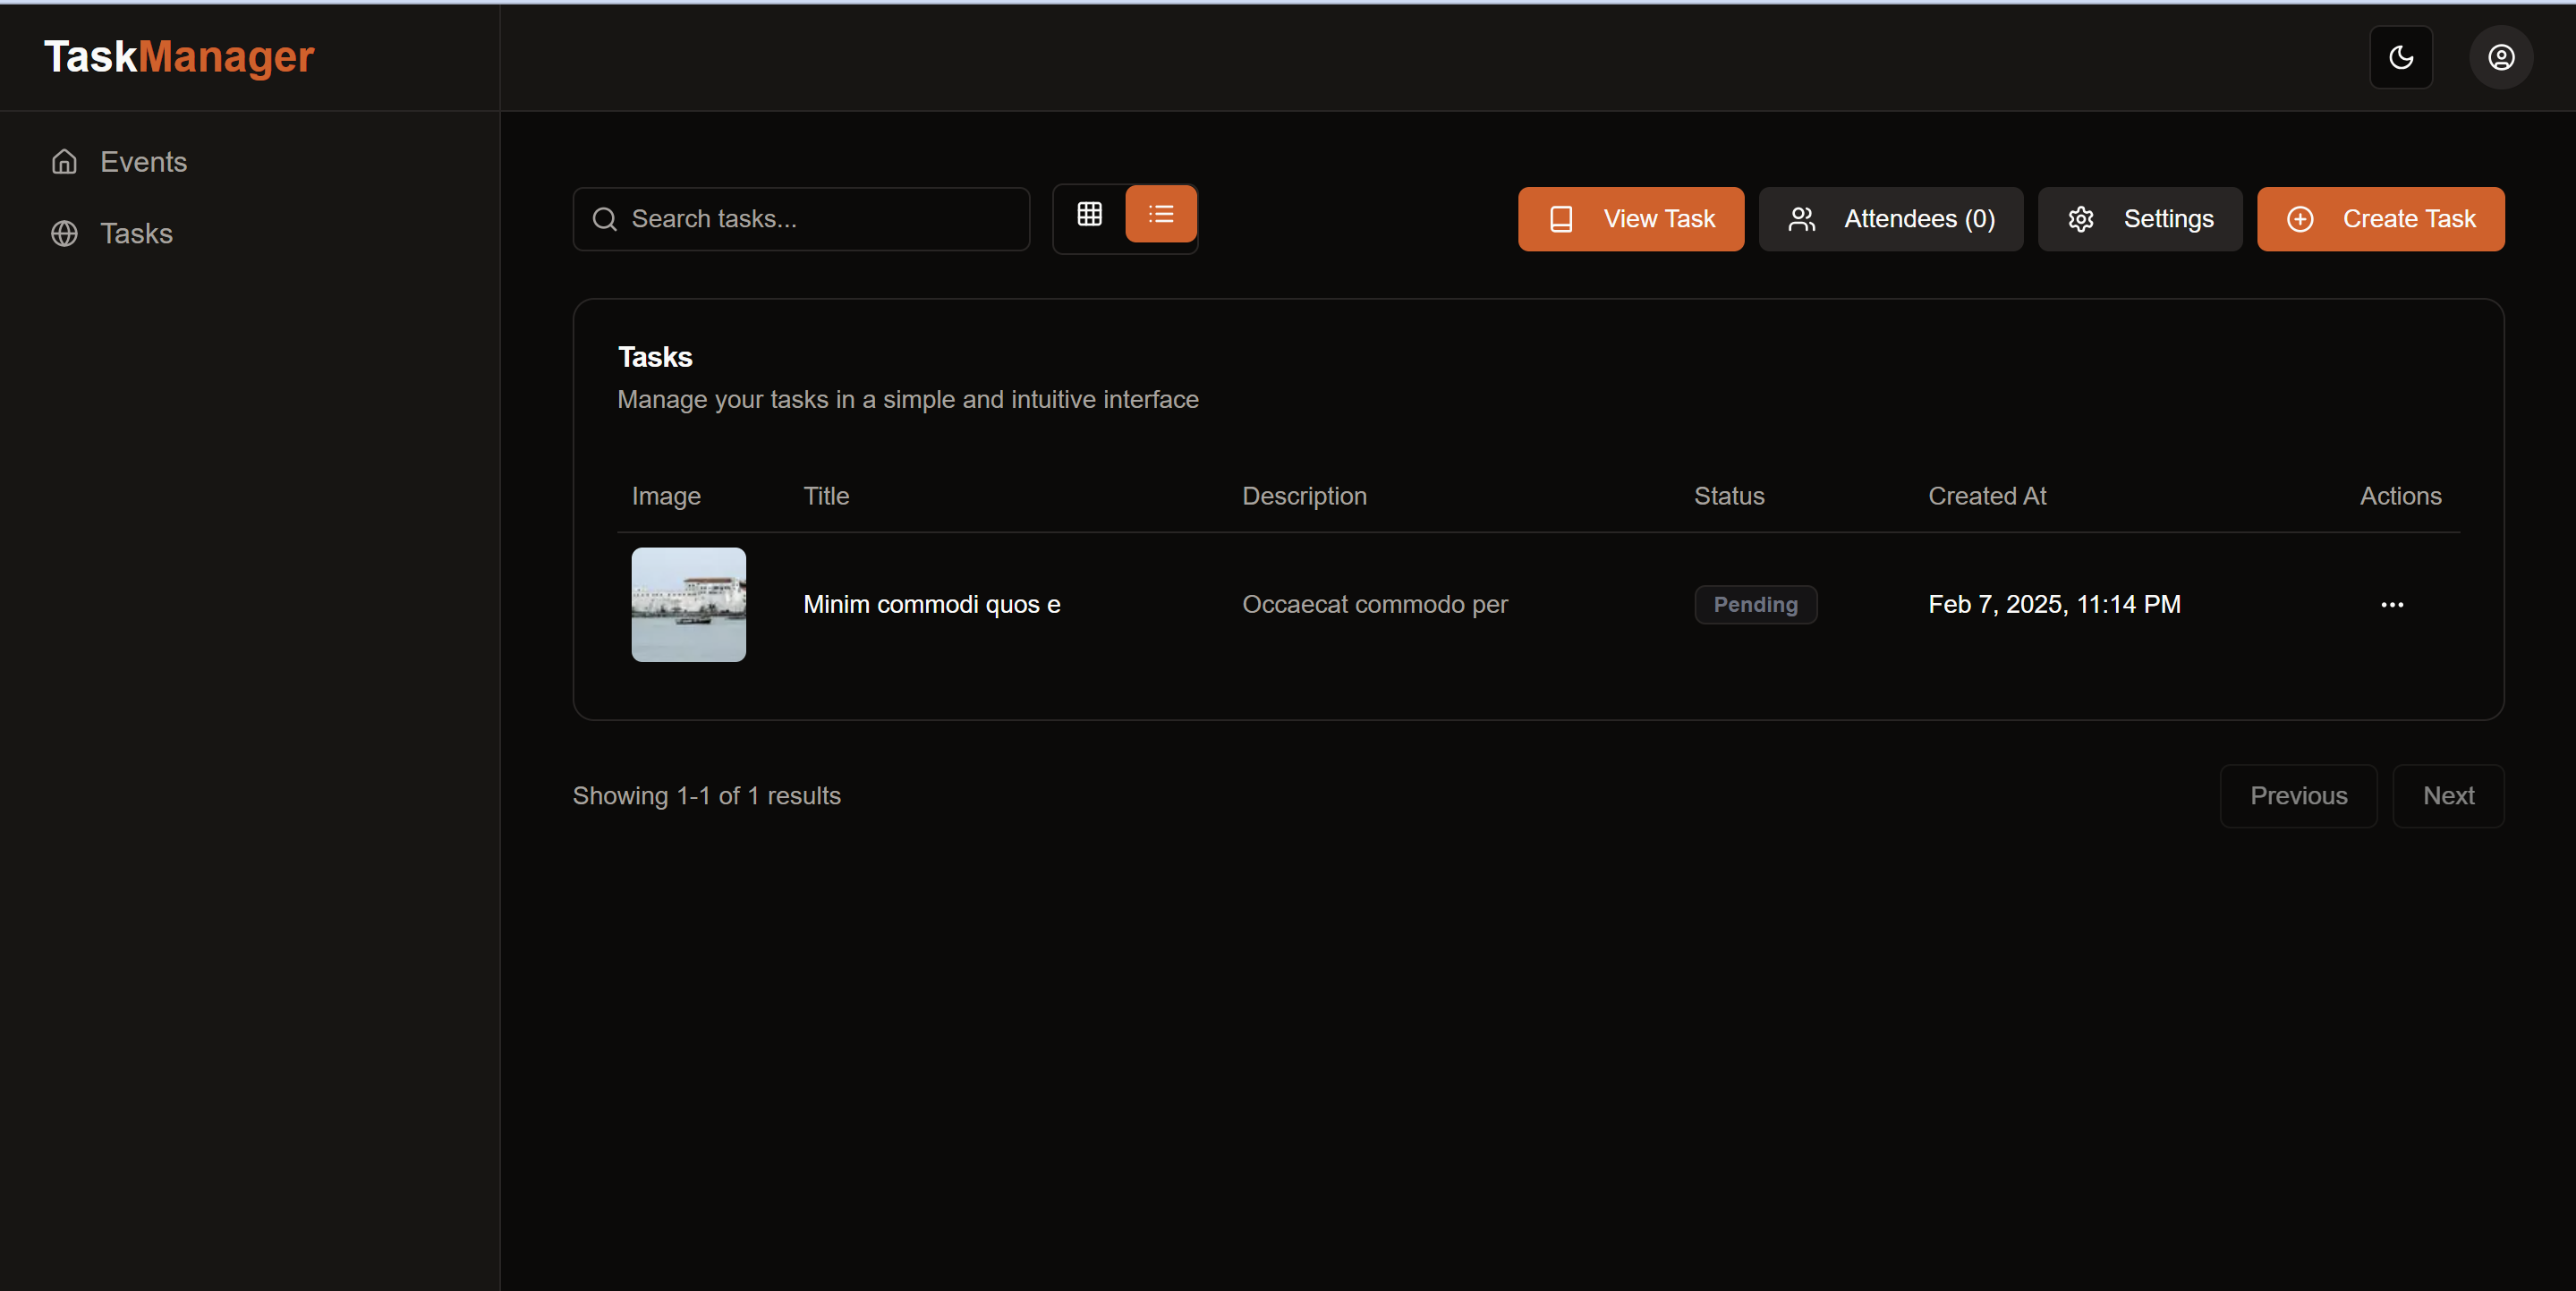 TaskManager
Events
Tasks
Search tasks...
View Task
Attendees (0)
Settings
Create Task
Tasks
Manage your tasks in a simple and intuitive interface
Image Title Description Status Created At Actions
Minim commodi quos e Occaecat commodo per Pending Feb 7, 2025, 11:14 PM
Showing 1-1 of 1 results
Previous
Next